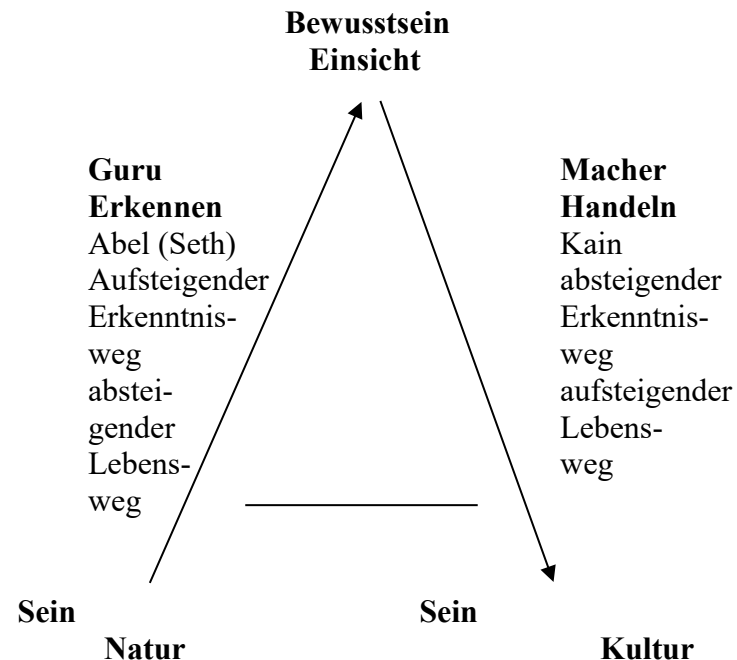 Bewusstsein
Einsicht
Guru
Erkennen
Abel (Seth)
Aufsteigender
Erkenntnis-
weg
abstei-
gender
Lebens-
weg
Macher
Handeln
Kain
absteigender
Erkenntnis-
weg
aufsteigender
Lebens-
weg
Sein
Natur
Sein
Kultur